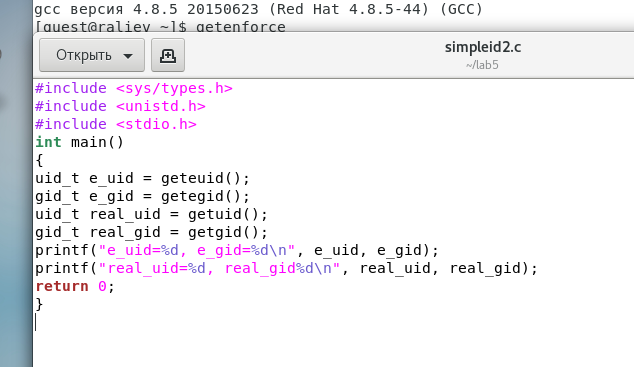 gcc версия 4.8.5 20150623 (Red Hat 4.8.5-44) (GCC)
[guest@raliev ~]$ getenforce
Открыть
simpleid2.c
~/lab5
#include <sys/types.h>
#include <unistd.h>
#include <stdio.h>
int main()
{
uid_t e_uid = geteuid();
gid_t e_gid = getegid();
uid_t real_uid = getuid();
gid_t real_gid = getgid();
printf("e_uid=%d, e_gid=%d\n", e_uid, e_gid);
printf("real_uid=%d, real_gid%d\n", real_uid, real_gid);
return 0;
}